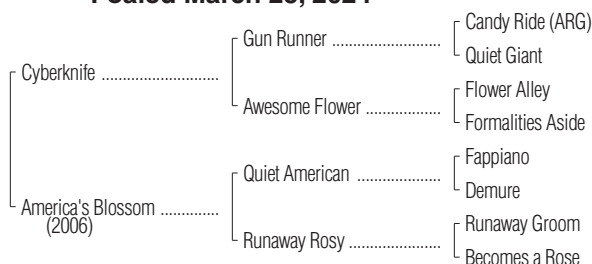 Foaled March 28, 2024
Candy Ride (ARG)
Gun Runner ............................
Quiet Giant
Cyberknife ..............................
Flower Alley
Awesome Flower ...................
Formalities Aside
Fappiano
Quiet American .....................
Demure
America's Blossom ...............
(2006)
Runaway Groom
Runaway Rosy .......................
Becomes a Rose